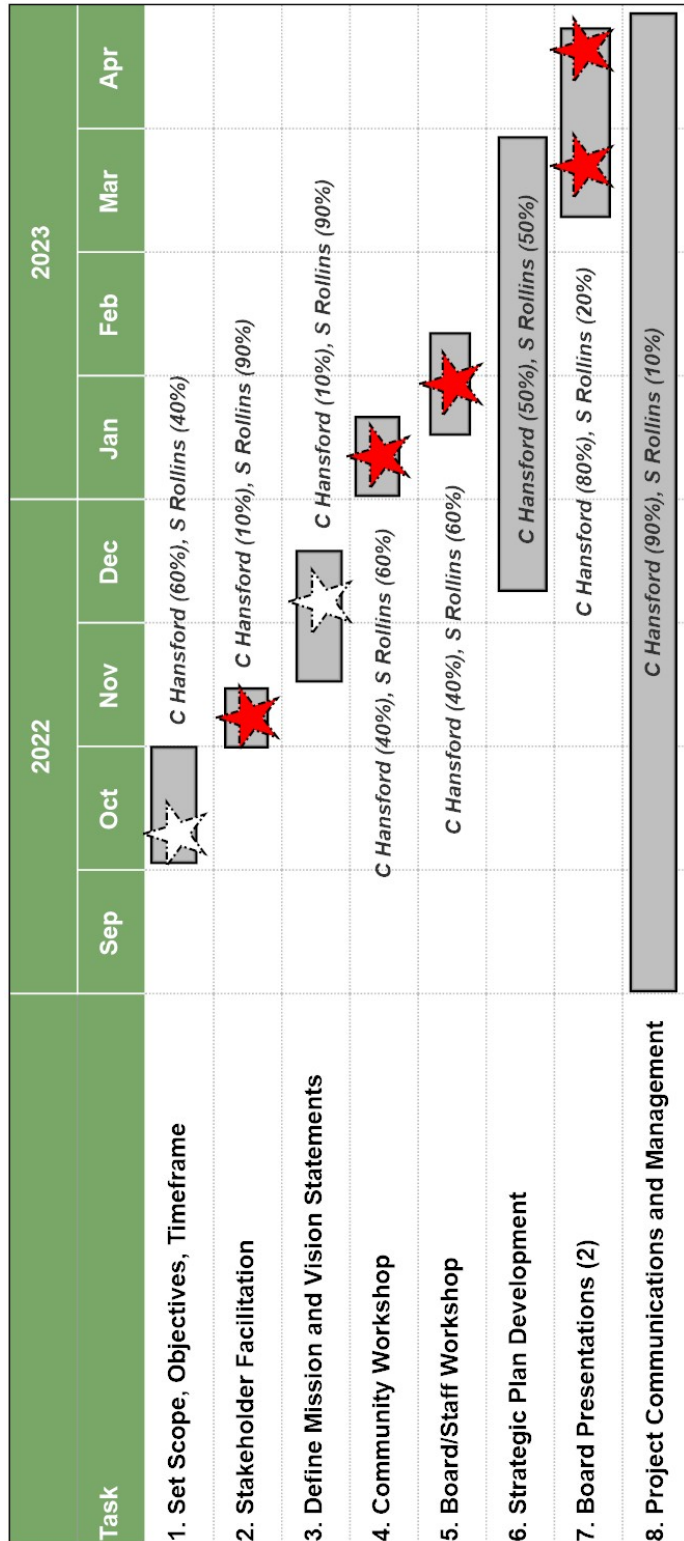 2022 2023
Task Sep Oct Nov Dec Jan Feb Mar Apr
1. Set Scope, Objectives, Timeframe C Hansford (60%), S Rollins (40%)
2. Stakeholder Facilitation C Hansford (10%), S Rollins (90%)
3. Define Mission and Vision Statements C Hansford (10%), S Rollins (90%)
4. Community Workshop C Hansford (40%), S Rollins (60%)
5. Board/Staff Workshop C Hansford (40%), S Rollins (60%)
6. Strategic Plan Development C Hansford (50%), S Rollins (50%)
7. Board Presentations (2) C Hansford (80%), S Rollins (20%)
8. Project Communications and Management C Hansford (90%), S Rollins (10%)